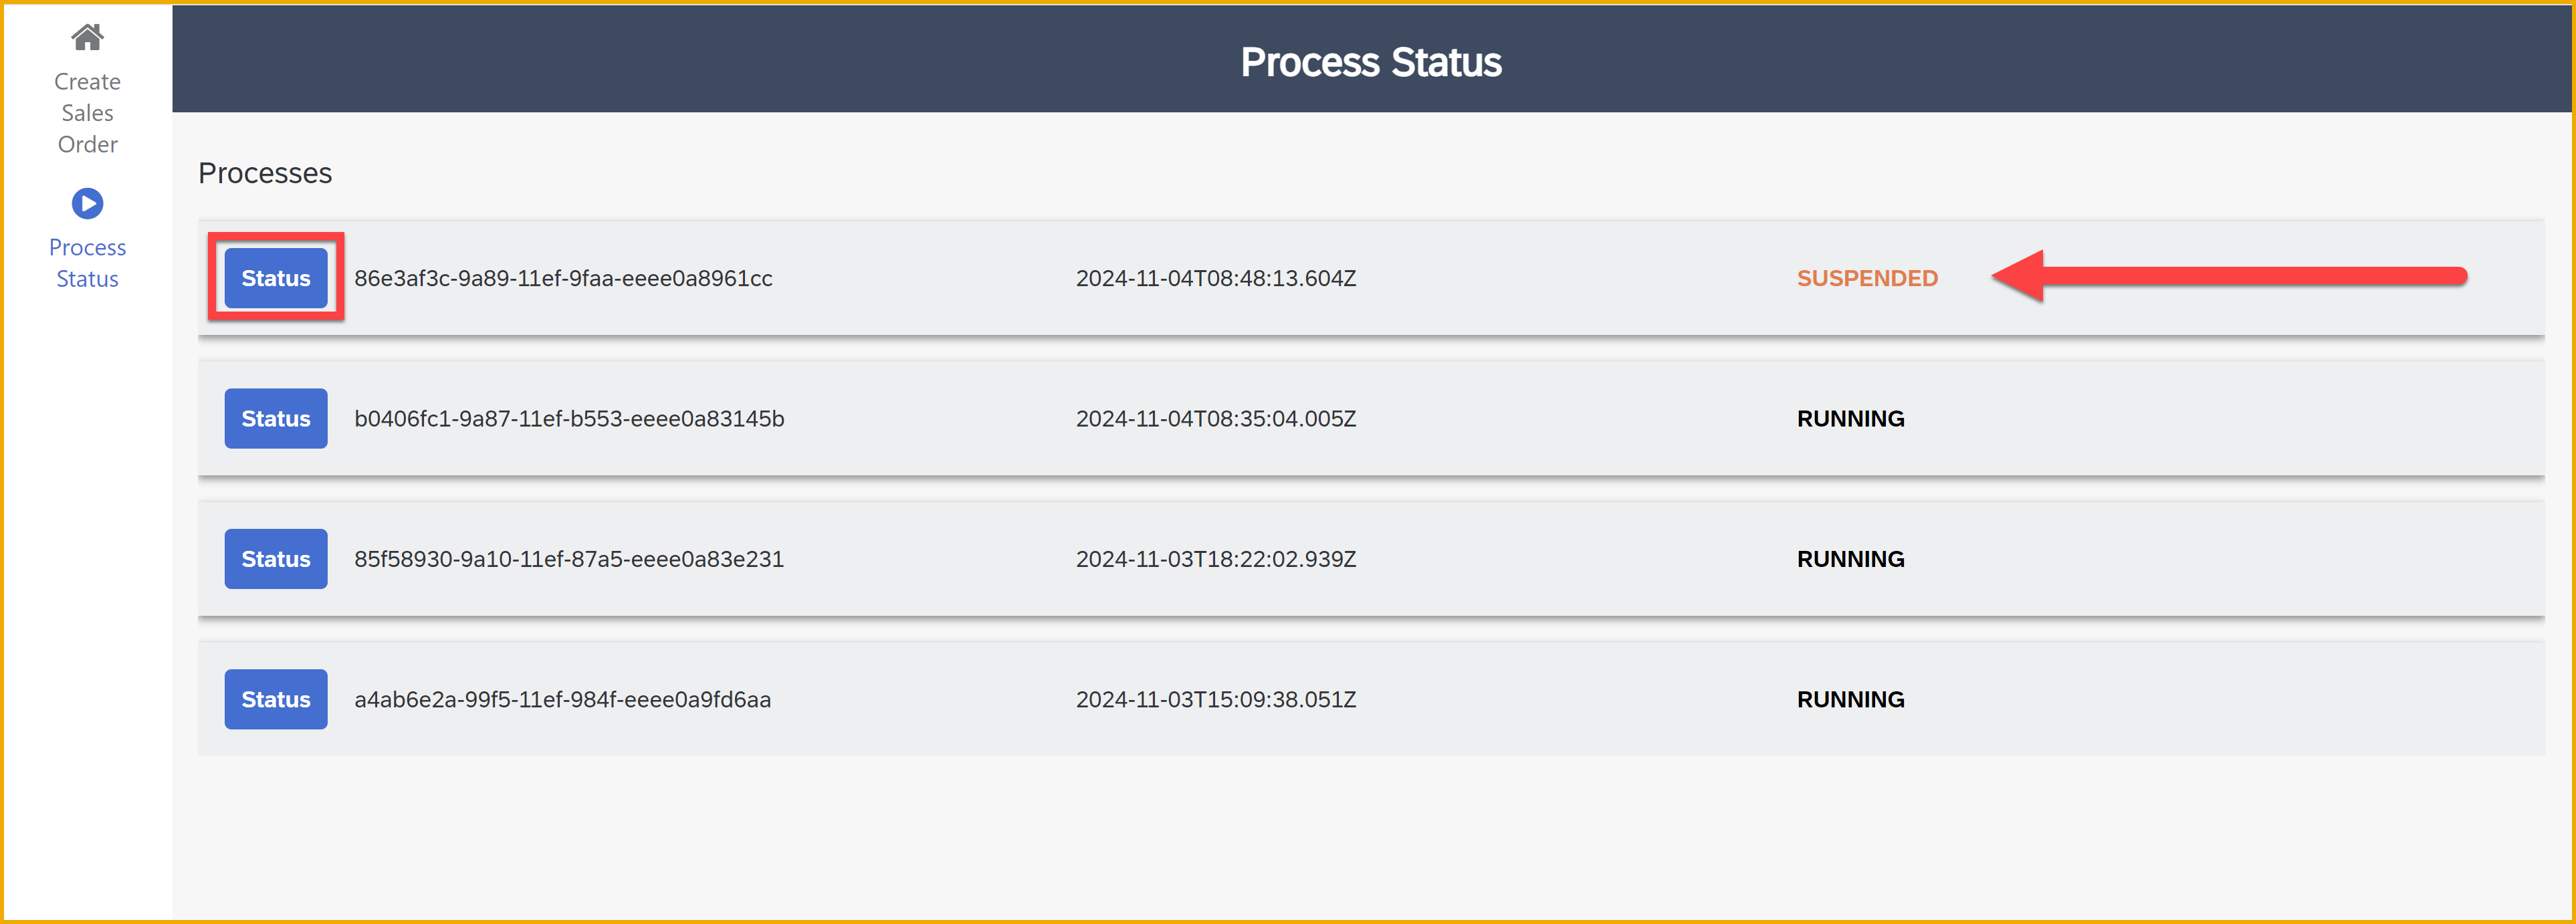 Create
Sales
Order
Process
Status
Process Status
Processes
Status 86e3af3c-9a89-11ef-9faa-eeee0a8961cc 2024-11-04T08:48:13.604Z SUSPENDED
Status b0406fc1-9a87-11ef-b553-eeee0a83145b 2024-11-04T08:35:04.005Z RUNNING
Status 85f58930-9a10-11ef-87a5-eeee0a83e231 2024-11-03T18:22:02.939Z RUNNING
Status a4ab6e2a-99f5-11ef-984f-eeee0a9fd6aa 2024-11-03T15:09:38.051Z RUNNING